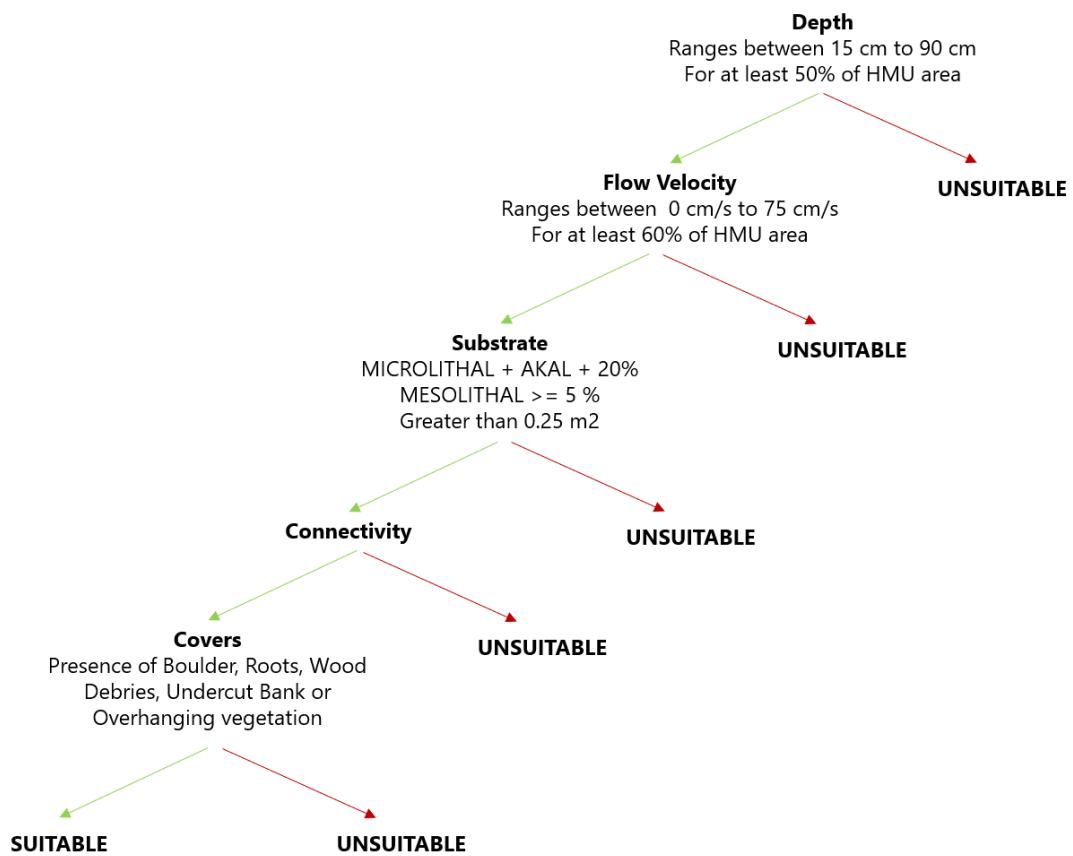 Depth
Ranges between 15 cm to 90 cm
For at least 50% of HMU area
Flow Velocity
Ranges between 0 cm/s to 75 cm/s
For at least 60% of HMU area
UNSUITABLE
Substrate
MICROLITHAL + AKAL + 20%
MESOLITHAL >= 5 %
Greater than 0.25 m2
UNSUITABLE
Connectivity
UNSUITABLE
Covers
Presence of Boulder, Roots, Wood
Debries, Undercut Bank or
Overhanging vegetation
UNSUITABLE
SUITABLE
UNSUITABLE